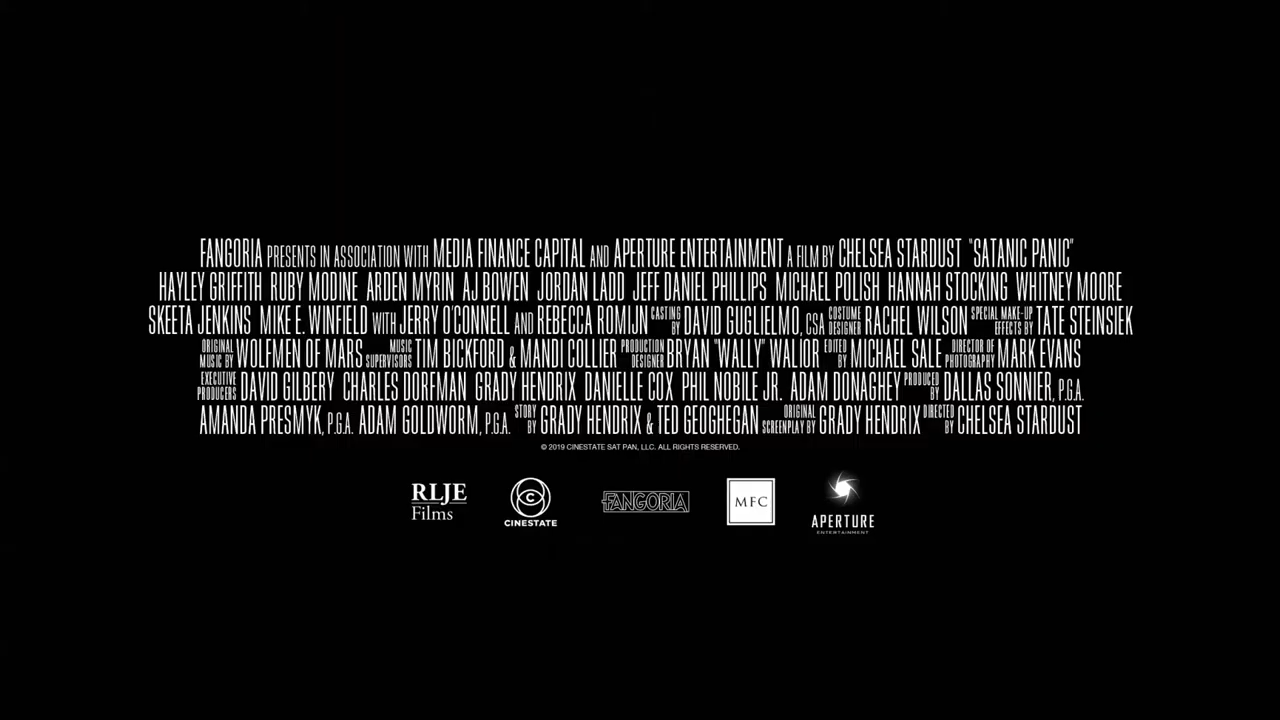 FANGORIA PRESENTS IN ASSOCIATION WITH MEDIA FINANCE CAPITAL AND APERTURE ENTERTAINMENT A FILM BY CHELSEA STARDUST "SATANIC PANIC"
HAYLEY GRIFFITH RUBY MODINE ARDEN MYRIN AJ BOWEN JORDAN LADD JEFF DANIEL PHILLIPS MICHAEL POLISH HANNAH STOCKING WHITNEY MOORE
SKEETA JENKINS MIKE E. WINFIELD WITH JERRY O'CONNELL AND REBECCA ROMIJN CASTING BY DAVID GUGLIELMO, CSA COSTUME DESIGNER RACHEL WILSON SPECIAL MAKE-UP EFFECTS BY TATE STEINSIEK
ORIGINAL MUSIC BY WOLFMEN OF MARS MUSIC SUPERVISORS TIM BICKFORD & MANDI COLLIER PRODUCTION DESIGNER BRYAN "WALLY" WALIOR EDITED BY MICHAEL SALE DIRECTOR OF PHOTOGRAPHY MARK EVANS
EXECUTIVE PRODUCERS DAVID GILBERY CHARLES DORFMAN GRADY HENDRIX DANIELLE COX PHIL NOBILE JR. ADAM DONAGHEY PRODUCED BY DALLAS SONNIER, P.G.A.
AMANDA PRESMYK, P.G.A. ADAM GOLDWORM, P.G.A. STORY BY GRADY HENDRIX & TED GEOGHEGAN ORIGINAL SCREENPLAY BY GRADY HENDRIX DIRECTED BY CHELSEA STARDUST
© 2019 CINESTATE SAT PAN, LLC. ALL RIGHTS RESERVED.
RLJE Films
CINESTATE
FANGORIA
MFC
APERTURE
ENTERTAINMENT